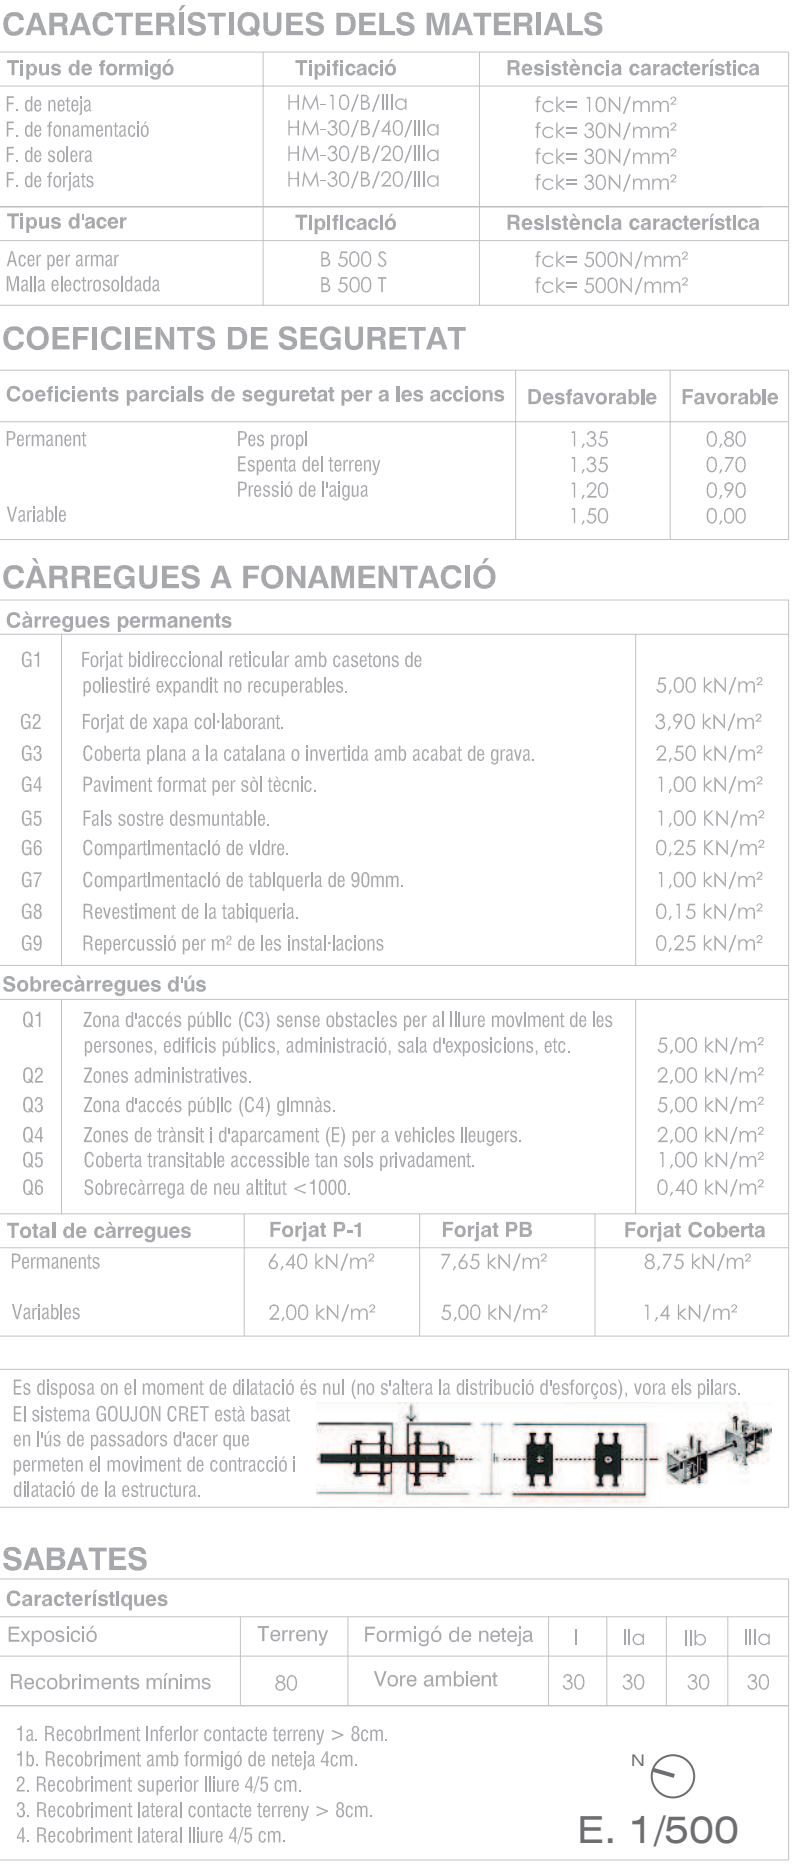 CARACTERÍSTIQUES DELS MATERIALS
Tipus de formigó Tipificació Resistència característica
F. de neteja HM-10/B/IIIa fck= 10N/mm²
F. de fonamentació HM-30/B/40/IIIa fck= 30N/mm²
F. de solera HM-30/B/20/IIIa fck= 30N/mm²
F. de forjats HM-30/B/20/IIIa fck= 30N/mm²
Tipus d'acer Tipificació Resistència característica
Acer per armar B 500 S fck= 500N/mm²
Malla electrosoldada B 500 T fck= 500N/mm²
COEFICIENTS DE SEGURETAT
Coeficients parcials de seguretat per a les accions Desfavorable Favorable
Permanent Pes propI 1,35 0,80
Espenta del terreny 1,35 0,70
Pressió de l'aigua 1,20 0,90
Variable 1,50 0,00
CÀRREGUES A FONAMENTACIÓ
Càrregues permanents
G1 Forjat bidireccional reticular amb casetons de
poliestiré expandit no recuperables. 5,00 kN/m²
G2 Forjat de xapa col·laborant. 3,90 kN/m²
G3 Coberta plana a la catalana o invertida amb acabat de grava. 2,50 kN/m²
G4 Paviment format per sòl tècnic. 1,00 kN/m²
G5 Fals sostre desmuntable. 1,00 KN/m²
G6 Compartimentació de vidre. 0,25 KN/m²
G7 Compartimentació de tabiqueria de 90mm. 1,00 kN/m²
G8 Revestiment de la tabiqueria. 0,15 kN/m²
G9 Repercussió per m² de les instal·lacions 0,25 kN/m²
Sobrecàrregues d'ús
Q1 Zona d'accés públic (C3) sense obstacles per al lliure moviment de les
persones, edificis públics, administració, sala d'exposicions, etc. 5,00 kN/m²
Q2 Zones administratives. 2,00 kN/m²
Q3 Zona d'accés públic (C4) gimnàs. 5,00 kN/m²
Q4 Zones de trànsit i d'aparcament (E) per a vehicles lleugers. 2,00 kN/m²
Q5 Coberta transitable accessible tan sols privadament. 1,00 kN/m²
Q6 Sobrecàrrega de neu altitut <1000. 0,40 kN/m²
Total de càrregues Forjat P-1 Forjat PB Forjat Coberta
Permanents 6,40 kN/m² 7,65 kN/m² 8,75 kN/m²
Variables 2,00 kN/m² 5,00 kN/m² 1,4 kN/m²
Es disposa on el moment de dilatació és nul (no s'altera la distribució d'esforços), vora els pilars.
El sistema GOUJON CRET està basat
en l'ús de passadors d'acer que
permeten el moviment de contracció i
dilatació de la estructura.
h
SABATES
Característiques
Exposició Terreny Formigó de neteja I IIa IIb IIIa
Recobriments mínims 80 Vore ambient 30 30 30 30
1a. Recobriment inferior contacte terreny > 8cm.
1b. Recobriment amb formigó de neteja 4cm.
2. Recobriment superior lliure 4/5 cm.
3. Recobriment lateral contacte terreny > 8cm.
4. Recobriment lateral lliure 4/5 cm.
N
E. 1/500